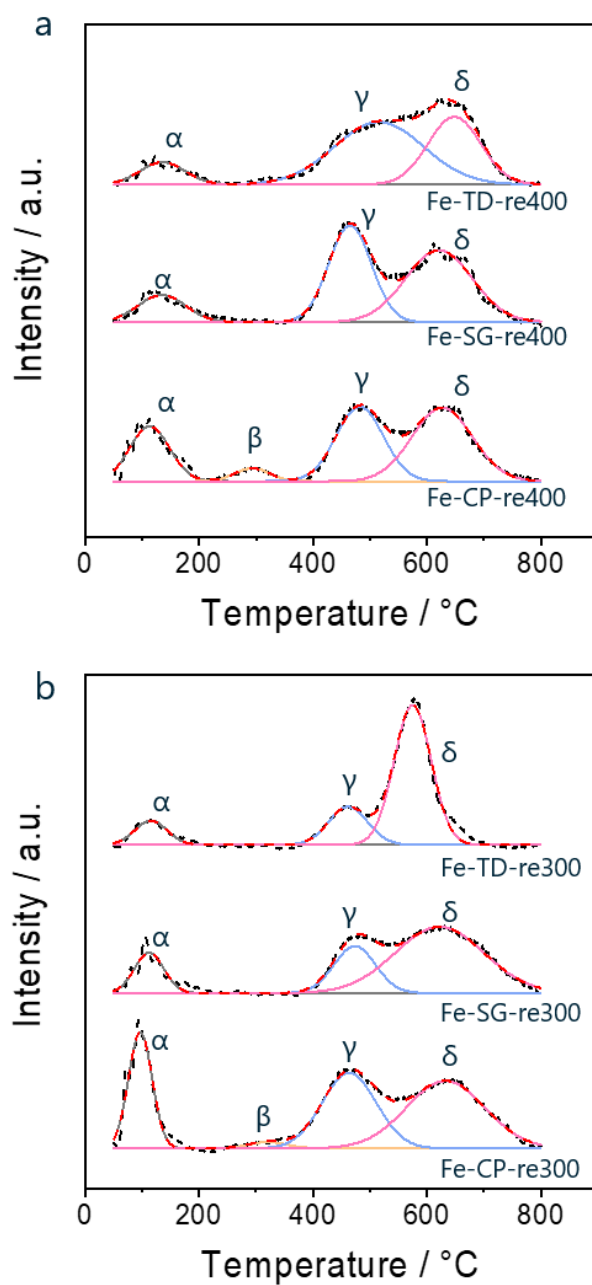 a
α γ δ
Fe-TD-re400
α γ δ
Fe-SG-re400
α β γ δ
Fe-CP-re400
Intensity / a.u.
0 200 400 600 800
Temperature / °C
b
α γ δ
Fe-TD-re300
α γ δ
Fe-SG-re300
α β γ δ
Fe-CP-re300
Intensity / a.u.
0 200 400 600 800
Temperature / °C